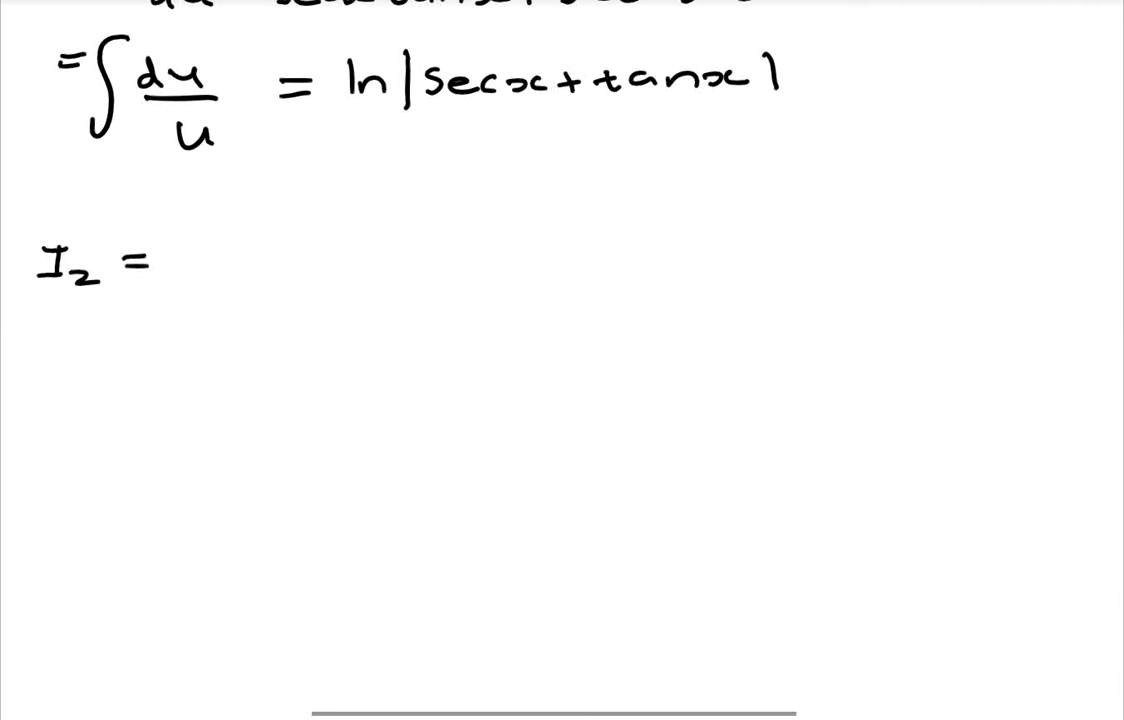 = ∫ du/u = ln|secx + tanx|
I₂ =